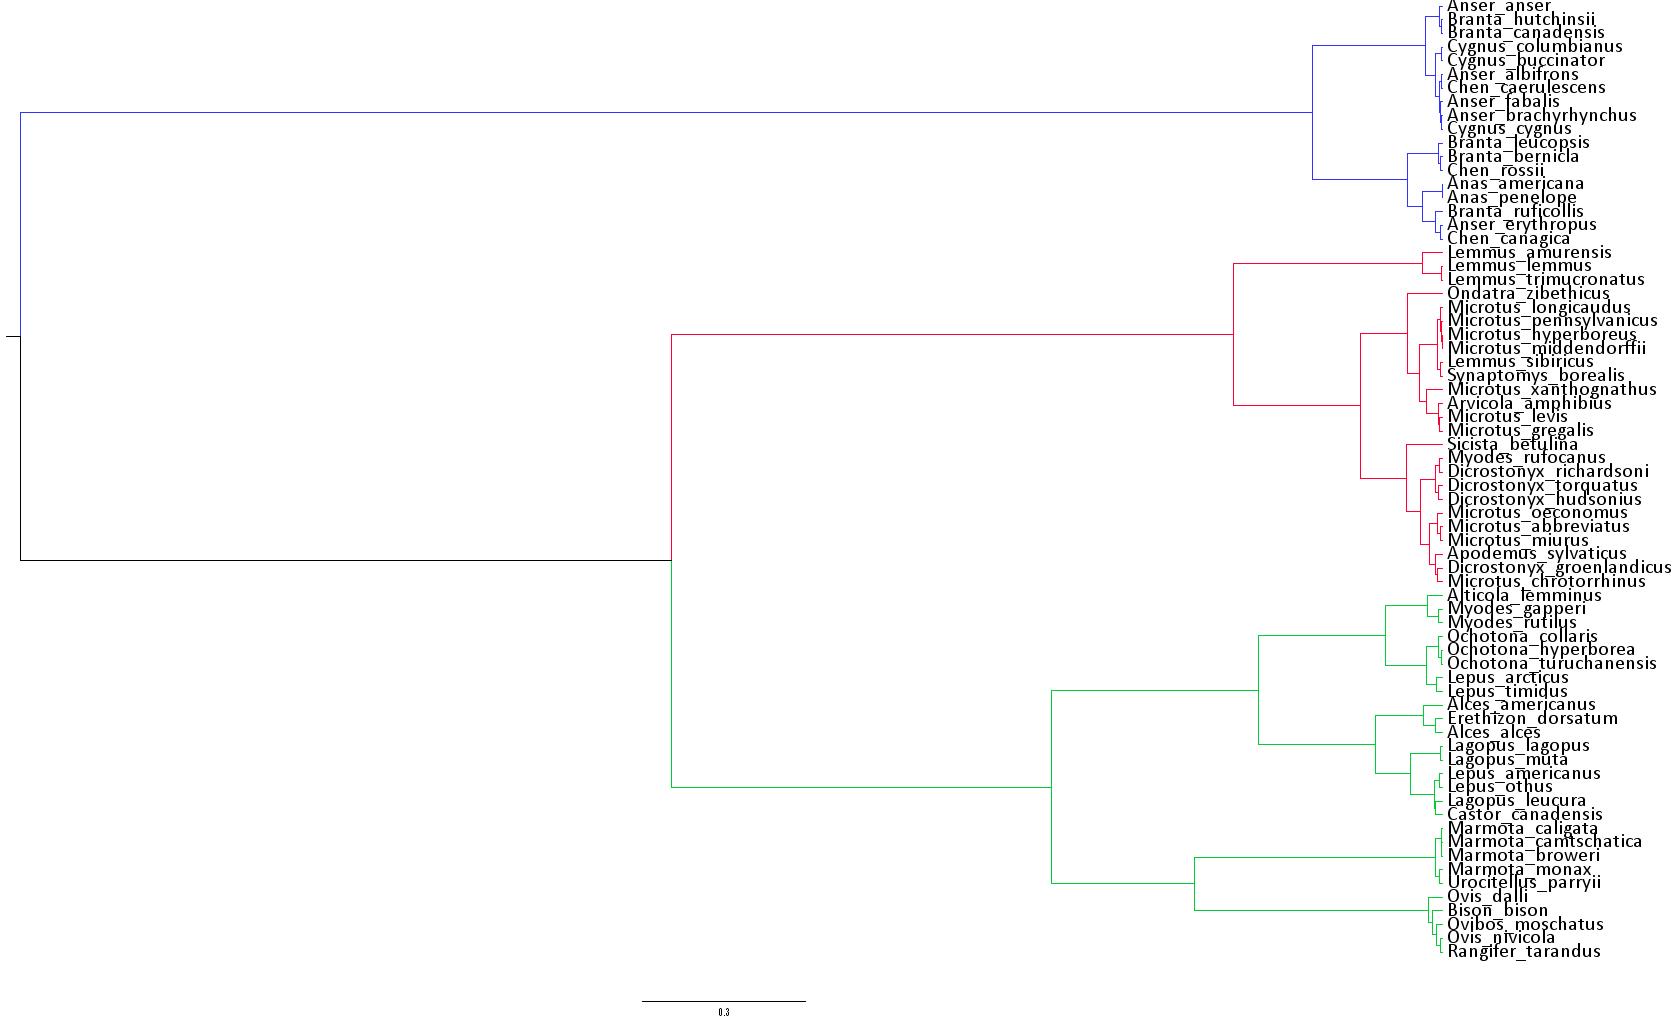 Anser_anser
Branta_hutchinsii
Branta_canadensis
Cygnus_columbianus
Cygnus_buccinator
Anser_albifrons
Chen_caerulescens
Anser_fabalis
Anser_brachyrhynchus
Cygnus_cygnus
Branta_leucopsis
Branta_bernicla
Chen_rossii
Anas_americana
Anas_penelope
Branta_ruficollis
Anser_erythropus
Chen_canagica
Lemmus_amurensis
Lemmus_lemmus
Lemmus_trimucronatus
Ondatra_zibethicus
Microtus_longicaudus
Microtus_pennsylvanicus
Microtus_hyperboreus
Microtus_middendorffii
Lemmus_sibiricus
Synaptomys_borealis
Microtus_xanthognathus
Arvicola_amphibius
Microtus_levis
Microtus_gregalis
Sicista_betulina
Myodes_rufocanus
Dicrostonyx_richardsoni
Dicrostonyx_torquatus
Dicrostonyx_hudsonius
Microtus_oeconomus
Microtus_abbreviatus
Microtus_miurus
Apodemus_sylvaticus
Dicrostonyx_groenlandicus
Microtus_chrotorrhinus
Alticola_lemminus
Myodes_gapperi
Myodes_rutilus
Ochotona_collaris
Ochotona_hyperborea
Ochotona_turuchanensis
Lepus_arcticus
Lepus_timidus
Alces_americanus
Erethizon_dorsatum
Alces_alces
Lagopus_lagopus
Lagopus_muta
Lepus_americanus
Lepus_othus
Lagopus_leucura
Castor_canadensis
Marmota_caligata
Marmota_camtschatica
Marmota_broweri
Marmota_monax
Urocitellus_parryii
Ovis_dalli
Bison_bison
Ovibos_moschatus
Ovis_nivicola
Rangifer_tarandus
0.3